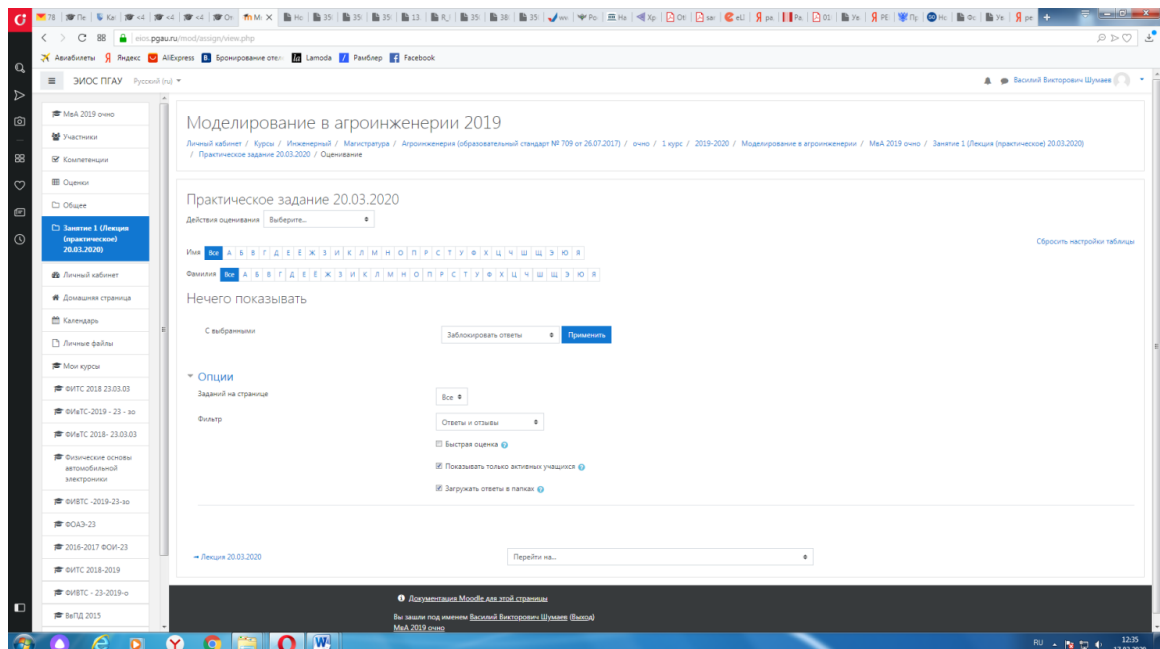 eios.pgau.ru/mod/assign/view.php
Авиабилеты Яндекс AliExpress Бронирование отел Lamoda Рамблер Facebook
ЭИОС ПГАУ Русский (ru)
Василий Викторович Шумаев
МвА 2019 очно
Участники
Компетенции
Оценки
Общее
Занятие 1 (Лекция
(практическое)
20.03.2020)
Личный кабинет
Домашняя страница
Календарь
Личные файлы
Мои курсы
ФИТС 2018 23.03.03
ФИвТС-2019 - 23 - зо
ФИвТС 2018- 23.03.03
Физические основы
автомобильной
электроники
ФИВТС -2019-23-зо
ФОАЭ-23
2016-2017 ФОИ-23
ФИТС 2018-2019
ФИВТС - 23-2019-о
ВеПД 2015
Моделирование в агроинженерии 2019
Личный кабинет / Курсы / Инженерный / Магистратура / Агроинженерия (образовательный стандарт № 709 от 26.07.2017) / очно / 1 курс / 2019-2020 / Моделирование в агроинженерии / МвА 2019 очно / Занятие 1 (Лекция (практическое) 20.03.2020)
/ Практическое задание 20.03.2020 / Оценивание
Практическое задание 20.03.2020
Действия оценивания Выберите...
Сбросить настройки таблицы
Имя Все А Б В Г Д Е Ё Ж З И К Л М Н О П Р С Т У Ф Х Ц Ч Ш Щ Э Ю Я
Фамилия Все А Б В Г Д Е Ё Ж З И К Л М Н О П Р С Т У Ф Х Ц Ч Ш Щ Э Ю Я
Нечего показывать
С выбранными Заблокировать ответы Применить
Опции
Заданий на странице Все
Фильтр Ответы и отзывы
Быстрая оценка
Показывать только активных учащихся
Загружать ответы в папках
Лекция 20.03.2020 Перейти на...
Документация Moodle для этой страницы
Вы зашли под именем Василий Викторович Шумаев (Выход)
МвА 2019 очно
RU 12:35